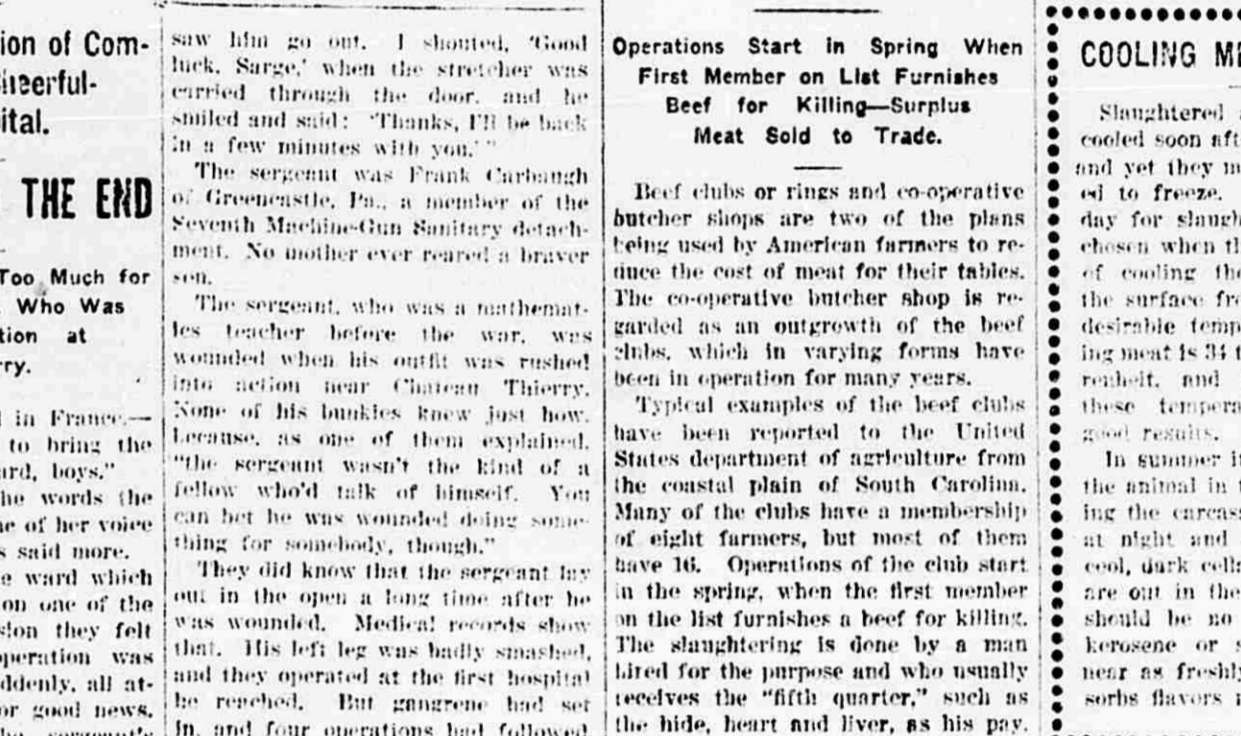 ion of Com-
heerful-
ital.
THE END
Too Much for
Who Was
tion at
rry.
in France.—
to bring the
ard, boys."
he words the
ne of her voice
s said more.
e ward which
on one of the
sion they felt
operation was
ddenly, all at-
or good news.
he sergeant's
saw him go out. I shouted, 'Good
luck, Sarge,' when the stretcher was
carried through the door, and he
smiled and said: 'Thanks, I'll be back
in a few minutes with you.' "
The sergeant was Frank Carbaugh
of Greencastle, Pa., a member of the
Seventh Machine-Gun Sanitary detach-
ment. No mother ever reared a braver
son.
The sergeant, who was a mathemat-
ics teacher before the war, was
wounded when his outfit was rushed
into action near Chateau Thierry.
None of his bunkies knew just how,
because, as one of them explained,
"the sergeant wasn't the kind of a
fellow who'd talk of himself. You
can bet he was wounded doing some-
thing for somebody, though."
They did know that the sergeant lay
out in the open a long time after he
was wounded. Medical records show
that. His left leg was badly smashed,
and they operated at the first hospital
he reached. But gangrene had set
in, and four operations had followed
Operations Start in Spring When
First Member on List Furnishes
Beef for Killing—Surplus
Meat Sold to Trade.
Beef clubs or rings and co-operative
butcher shops are two of the plans
being used by American farmers to re-
duce the cost of meat for their tables.
The co-operative butcher shop is re-
garded as an outgrowth of the beef
clubs, which in varying forms have
been in operation for many years.
Typical examples of the beef clubs
have been reported to the United
States department of agriculture from
the coastal plain of South Carolina.
Many of the clubs have a membership
of eight farmers, but most of them
have 16. Operations of the club start
in the spring, when the first member
on the list furnishes a beef for killing.
The slaughtering is done by a man
hired for the purpose and who usually
receives the "fifth quarter," such as
the hide, heart and liver, as his pay.
COOLING ME
Slaughtered
cooled soon aft
and yet they m
ed to freeze.
day for slaugh
chosen when th
of cooling the
the surface fre
desirable temp
ing meat is 34 t
renheit, and
these tempera
good results.
In summer it
the animal in
ing the carcas
at night and
cool, dark cell
are out in the
should be no
kerosene or s
near as freshly
sorbs flavors